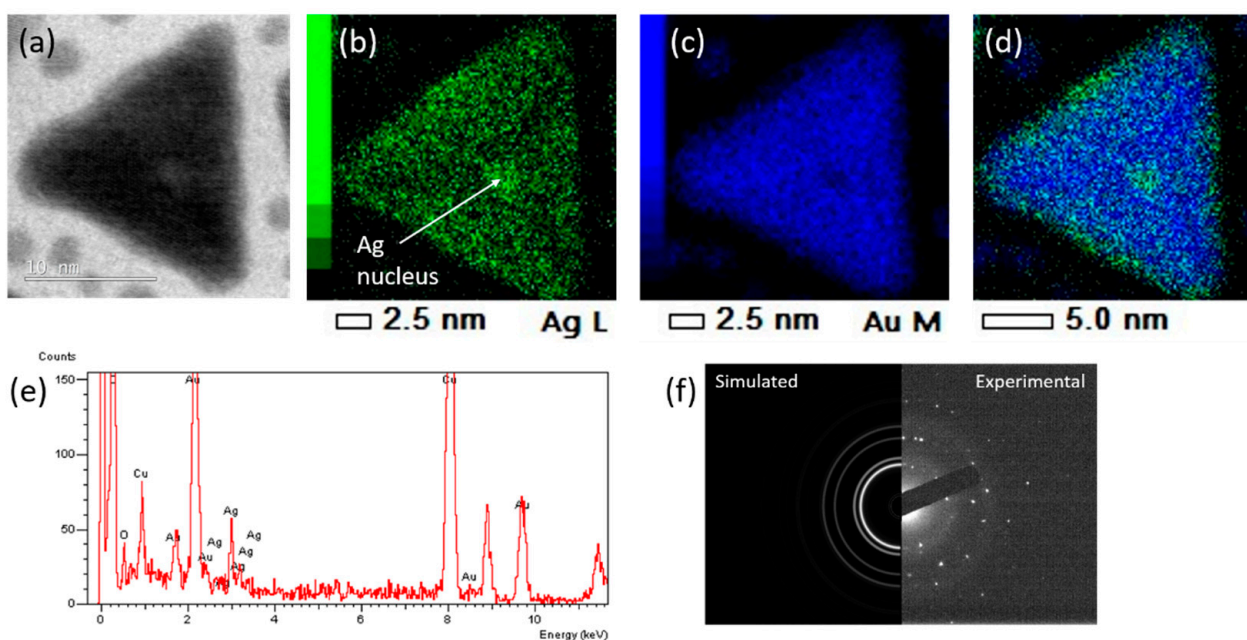 (a)
10 nm
(b)
Ag
nucleus
2.5 nm Ag L
(c)
2.5 nm Au M
(d)
5.0 nm
(e)
Counts
150
100
50
0
Au
Cu
Cu
O
Au
Ag
Ag
Ag
Ag
Au
Ag
Au
Au
0 2 4 6 8 10
Energy (keV)
(f)
Simulated
Experimental